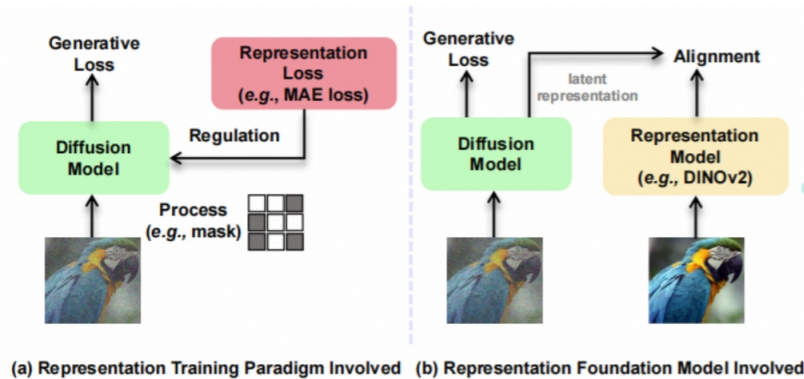 Generative
Loss
Representation
Loss
(e.g., MAE loss)
Diffusion
Model
Regulation
Process
(e.g., mask)
(a) Representation Training Paradigm Involved
Generative
Loss
Alignment
latent
representation
Diffusion
Model
Representation
Model
(e.g., DINOv2)
(b) Representation Foundation Model Involved